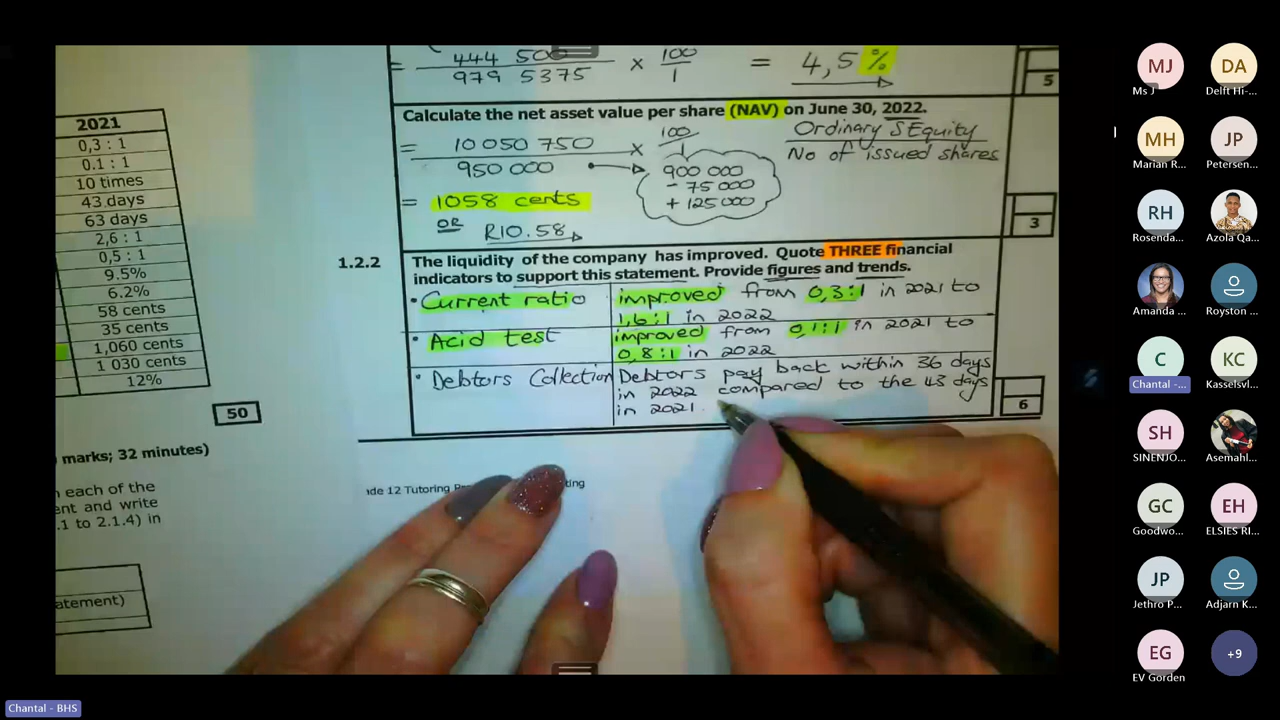 2021
0,3 : 1
0.1 : 1
10 times
43 days
63 days
2,6 : 1
0,5 : 1
9.5%
6.2%
58 cents
35 cents
1,060 cents
1 030 cents
12%
50
marks; 32 minutes)
each of the
ent and write
.1 to 2.1.4) in
atement)
= 444 500 / 979 5375 × 100/1 = 4,5 %
5
Calculate the net asset value per share (NAV) on June 30, 2022.
= 10 050 750 / 950 000 × 100/1
Ordinary SEquity
No of issued shares
900 000
- 75 000
+ 125 000
= 1058 cents
OR
R10.58
3
1.2.2 The liquidity of the company has improved. Quote THREE financial
indicators to support this statement. Provide figures and trends.
• Current ratio improved from 0,3:1 in 2021 to
1,6:1 in 2022
• Acid test improved from 0,1:1 in 2021 to
0,8:1 in 2022
• Debtors Collection Debtors pay back within 36 days
in 2022 compared to the 43 days
in 2021.
6
ade 12 Tutoring
ting
MJ
Ms J
DA
Delft Hi-...
MH
Marian R...
JP
Petersen...
RH
Rosenda...
Azola Qa...
Amanda ...
Royston ...
C
Chantal -...
KC
Kasselsvl...
SH
SINENJO...
Asemahl...
GC
Goodwo...
EH
ELSIES RI...
JP
Jethro P...
Adjarn K...
EG
EV Gorden
+9
Chantal - BHS